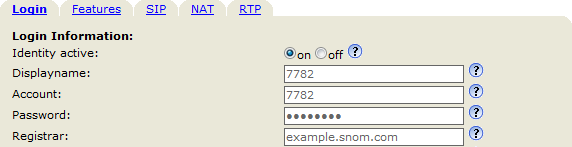 Login Features SIP NAT RTP
Login Information:
Identity active: on off ?
Displayname: 7782 ?
Account: 7782 ?
Password: ●●●●●●●● ?
Registrar: example.snom.com ?